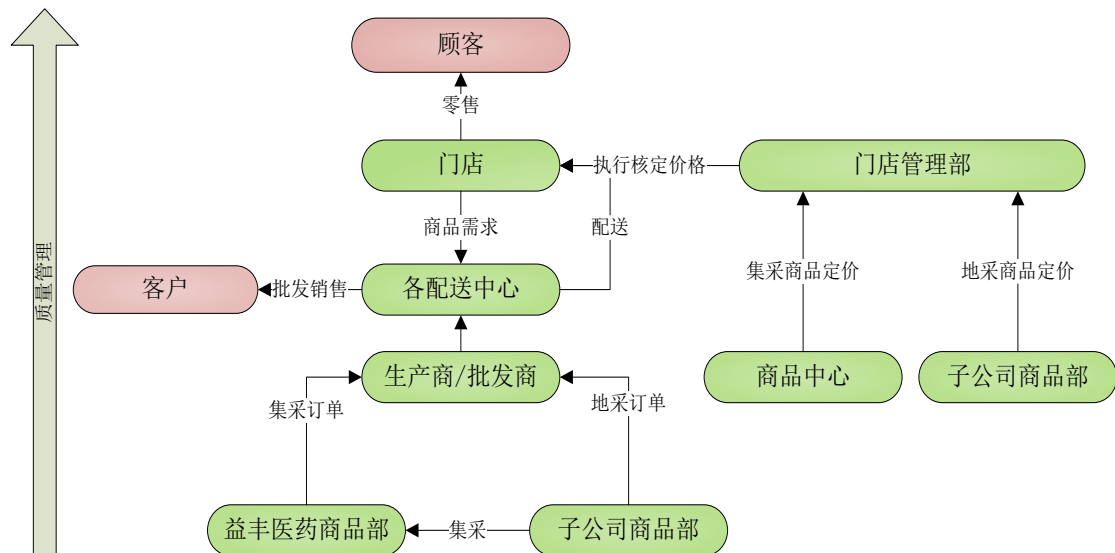 顾客
零售
门店
执行核定价格
门店管理部
商品需求
配送
质量管理
客户
批发销售
各配送中心
集采商品定价
地采商品定价
生产商/批发商
商品中心
子公司商品部
集采订单
地采订单
益丰医药商品部
集采
子公司商品部